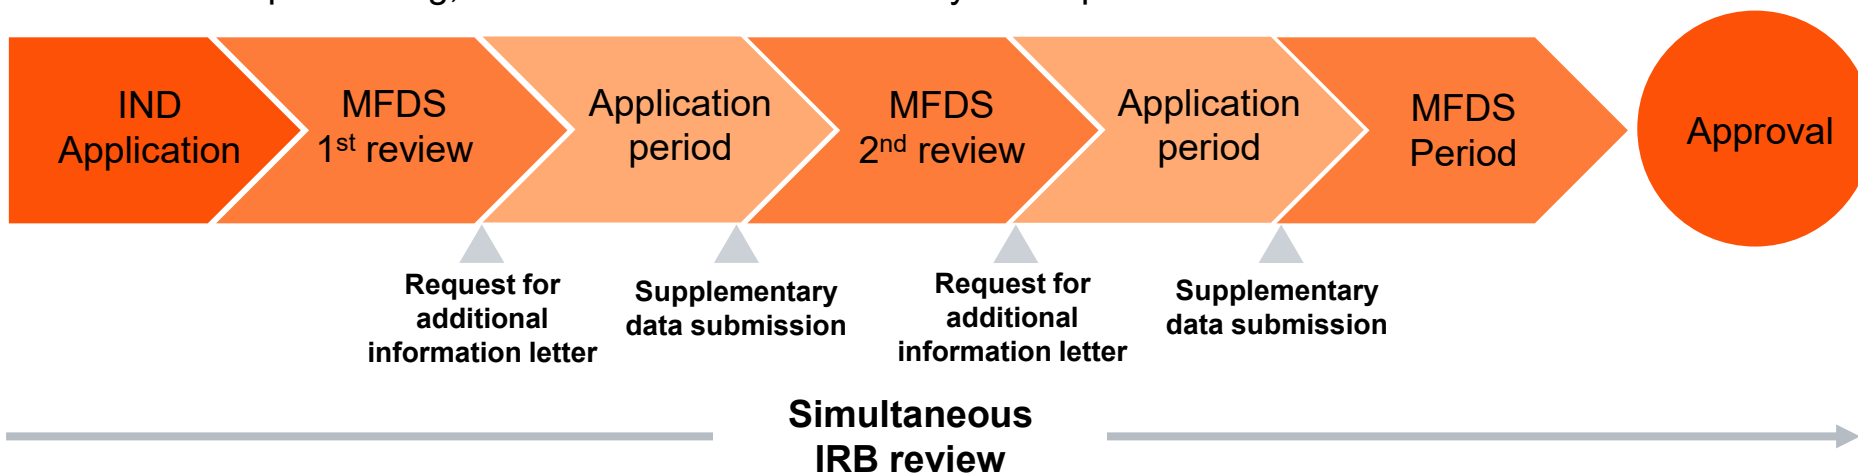 IND
Application
MFDS
1st review
Application
period
MFDS
2nd review
Application
period
MFDS
Period
Approval
Request for
additional
information letter
Supplementary
data submission
Request for
additional
information letter
Supplementary
data submission
Simultaneous
IRB review